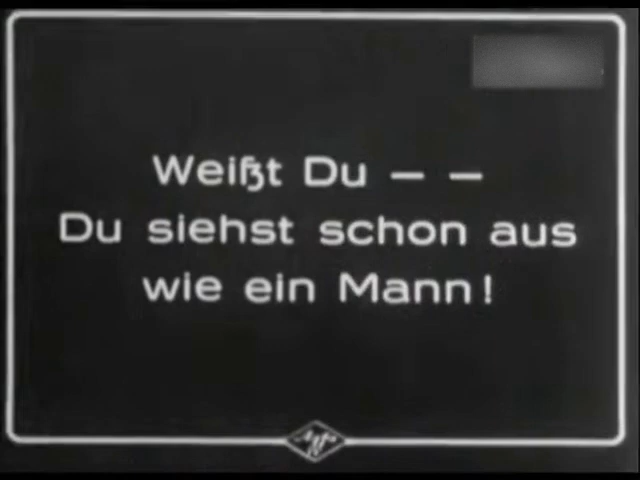 Weißt Du — —
Du siehst schon aus
wie ein Mann!